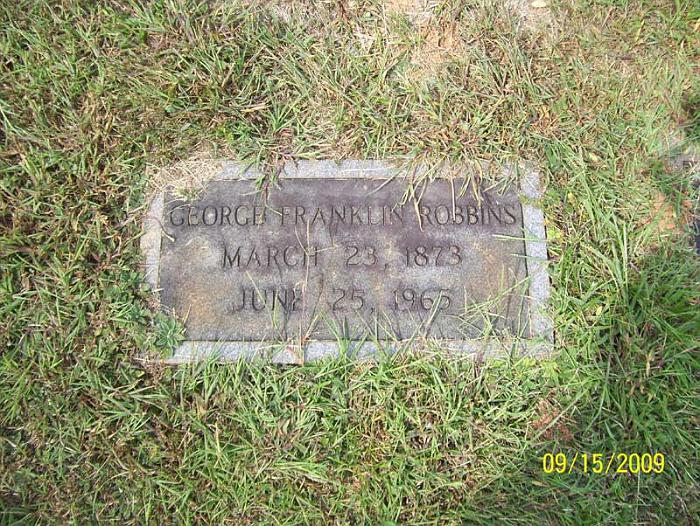 GEORGE FRANKLIN ROBBINS
MARCH 23, 1873
JUNE 25, 1965
09/15/2009